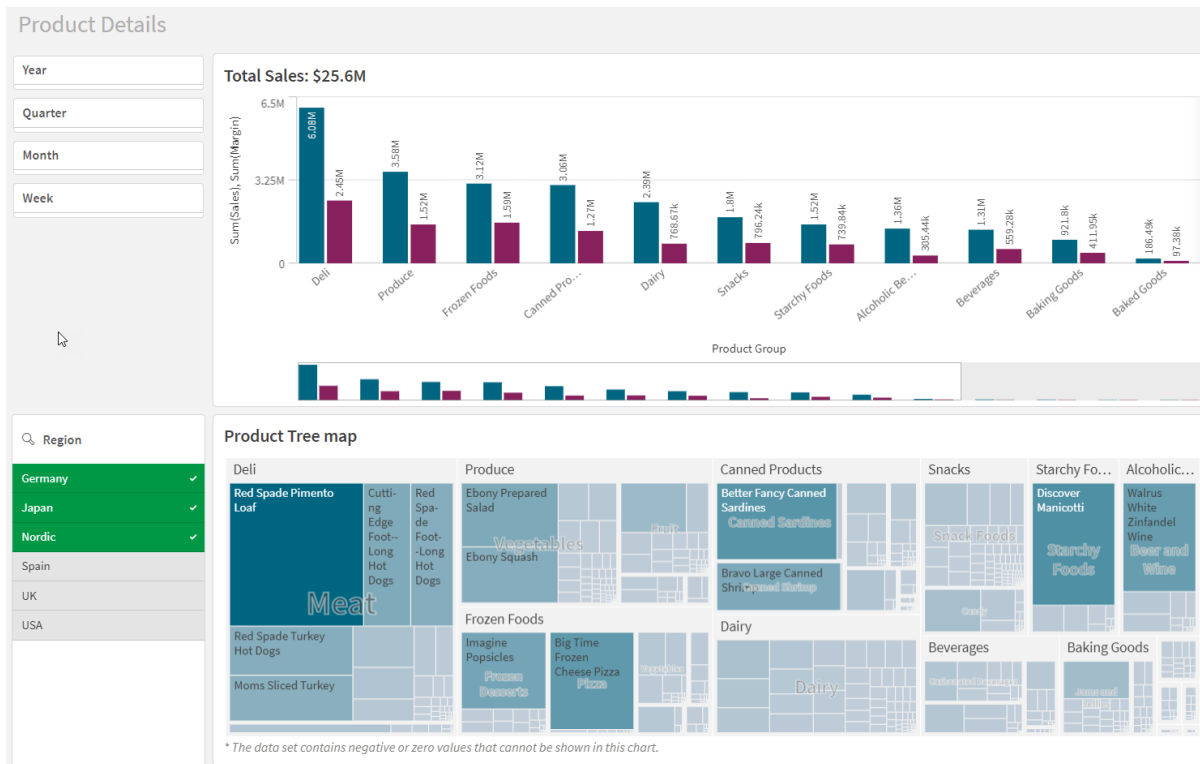 Product Details
Year
Quarter
Month
Week
Total Sales: $25.6M
Sum(Sales), Sum(Margin)
6.5M
3.25M
0
6.08M
2.45M
3.58M
1.52M
3.12M
1.59M
3.06M
1.27M
2.39M
768.67k
1.8M
796.24k
1.52M
739.84k
1.36M
305.44k
1.31M
559.28k
921.8k
411.95k
186.49k
97.38k
Deli
Produce
Frozen Foods
Canned Pro...
Dairy
Snacks
Starchy Foods
Alcoholic Be...
Beverages
Baking Goods
Baked Goods
Product Group
Region
Germany
Japan
Nordic
Spain
UK
USA
Product Tree map
Deli
Red Spade Pimento
Loaf
Cutti-
ng
Edge
Foot--
Long
Hot
Dogs
Red
Spa-
de
Foot-
-Long
Hot
Dogs
Meat
Red Spade Turkey
Hot Dogs
Moms Sliced Turkey
Produce
Ebony Prepared
Salad
Vegetables
Ebony Squash
Fruit
Frozen Foods
Imagine
Popsicles
Frozen
Desserts
Big Time
Frozen
Cheese Pizza
Pizza
Vegetables
Canned Products
Better Fancy Canned
Sardines
Canned Sardines
Bravo Large Canned
Shrimp
Canned Shrimp
Dairy
Dairy
Snacks
Snack Foods
Candy
Starchy Fo...
Discover
Manicotti
Starchy
Foods
Alcoholic...
Walrus
White
Zinfandel
Wine
Beer and
Wine
Beverages
Carbonated Beverages
Baking Goods
Jams and
* The data set contains negative or zero values that cannot be shown in this chart.